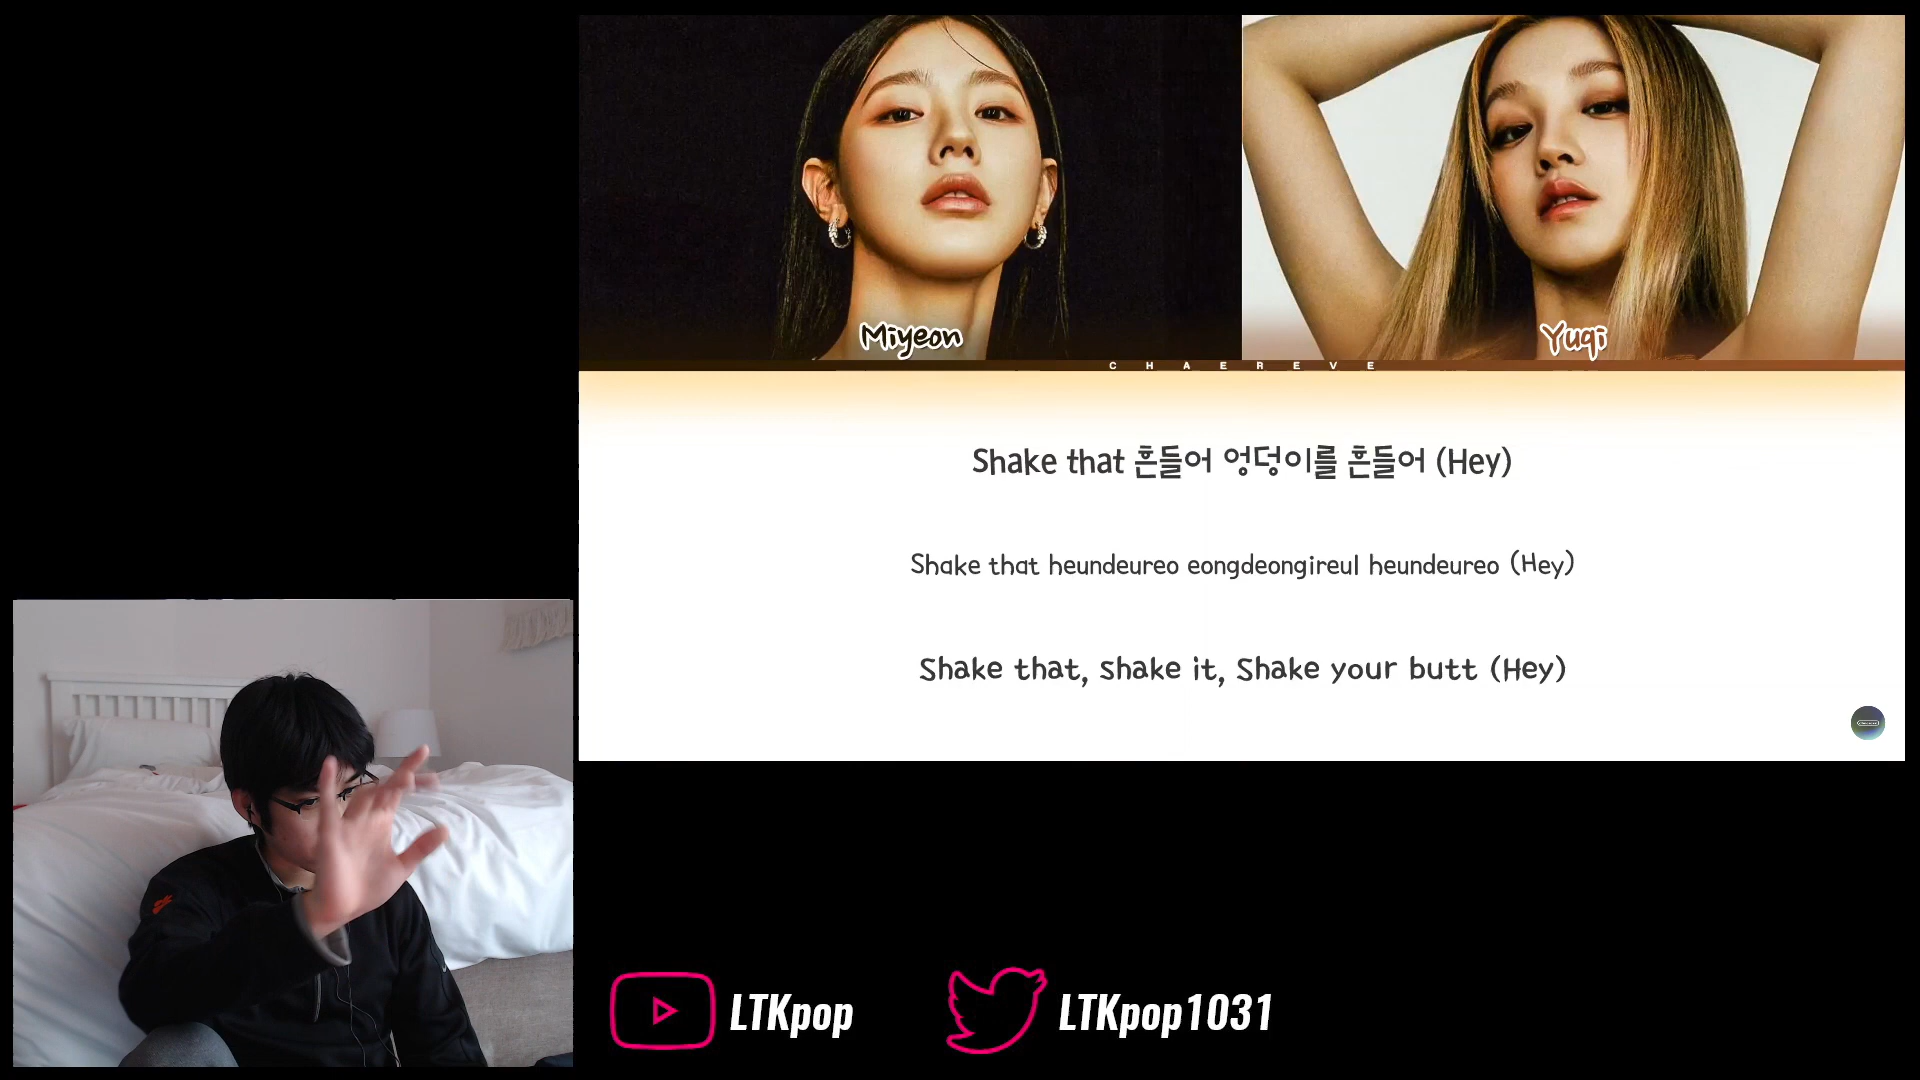 Miyeon
Yuqi
CHAEREVE
Shake that 흔들어 엉덩이를 흔들어 (Hey)
Shake that heundeureo eongdeongireul heundeureo (Hey)
Shake that, shake it, Shake your butt (Hey)
LTKpop
LTKpop1031